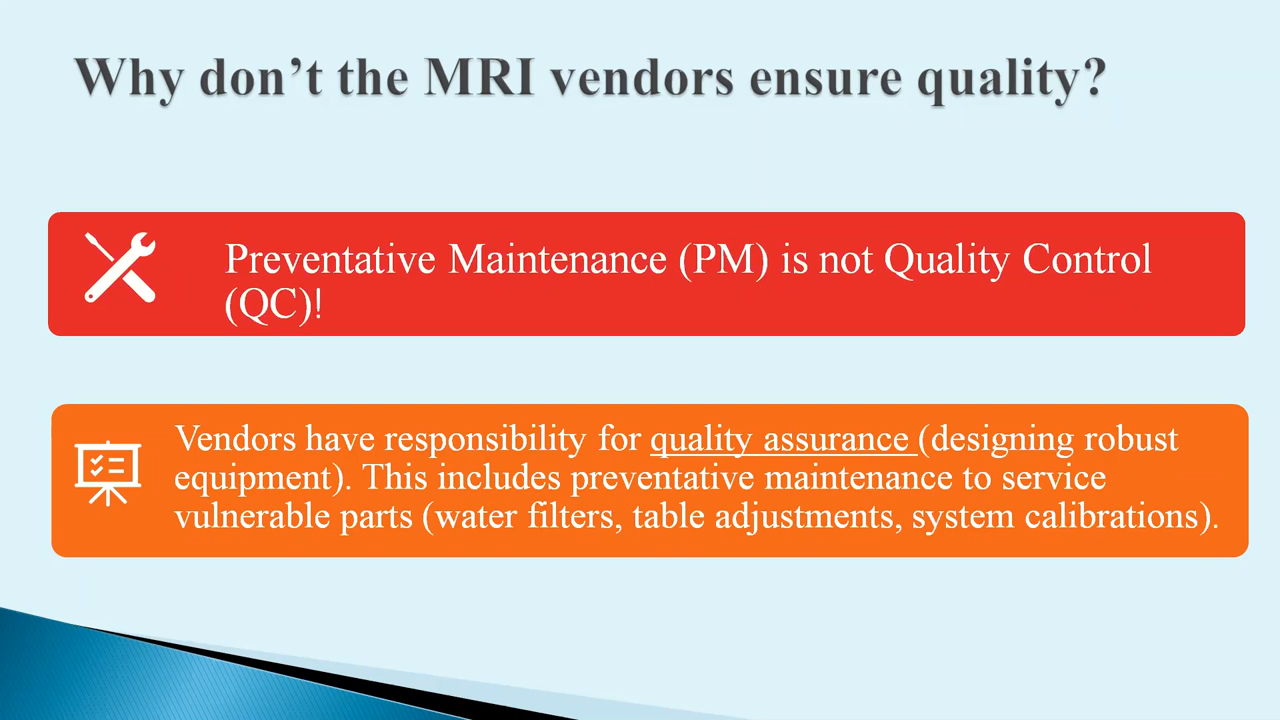 Why don’t the MRI vendors ensure quality?
Preventative Maintenance (PM) is not Quality Control
(QC)!
Vendors have responsibility for quality assurance (designing robust
equipment). This includes preventative maintenance to service
vulnerable parts (water filters, table adjustments, system calibrations).